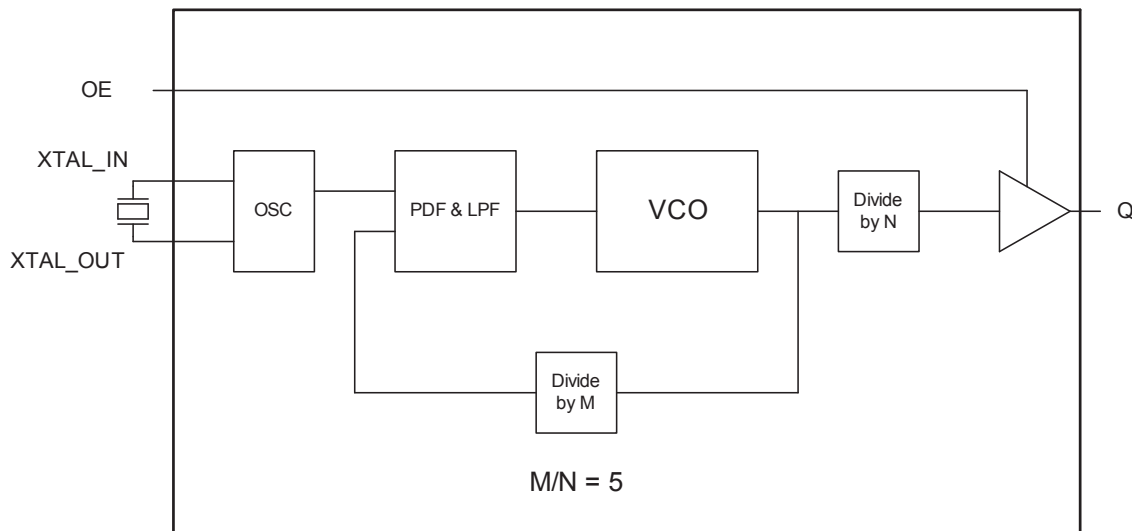 OE
XTAL_IN
XTAL_OUT
OSC
PDF & LPF
VCO
Divide
by N
Q
Divide
by M
M/N = 5